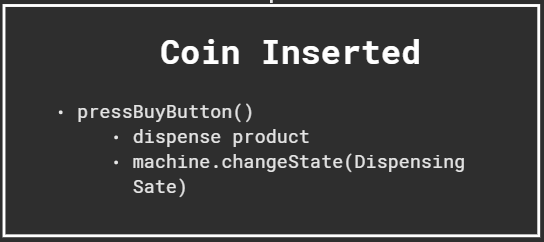 Coin Inserted
· pressBuyButton()
· dispense product
· machine.changeState(Dispensing
Sate)